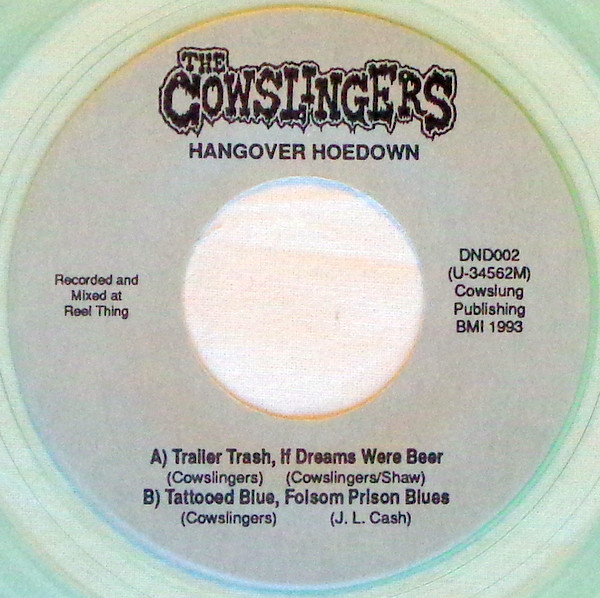 THE
COWSLINGERS
HANGOVER HOEDOWN
Recorded and
Mixed at
Reel Thing
DND002
(U-34562M)
Cowslung
Publishing
BMI 1993
A) Trailer Trash, If Dreams Were Beer
(Cowslingers) (Cowslingers/Shaw)
B) Tattooed Blue, Folsom Prison Blues
(Cowslingers) (J. L. Cash)